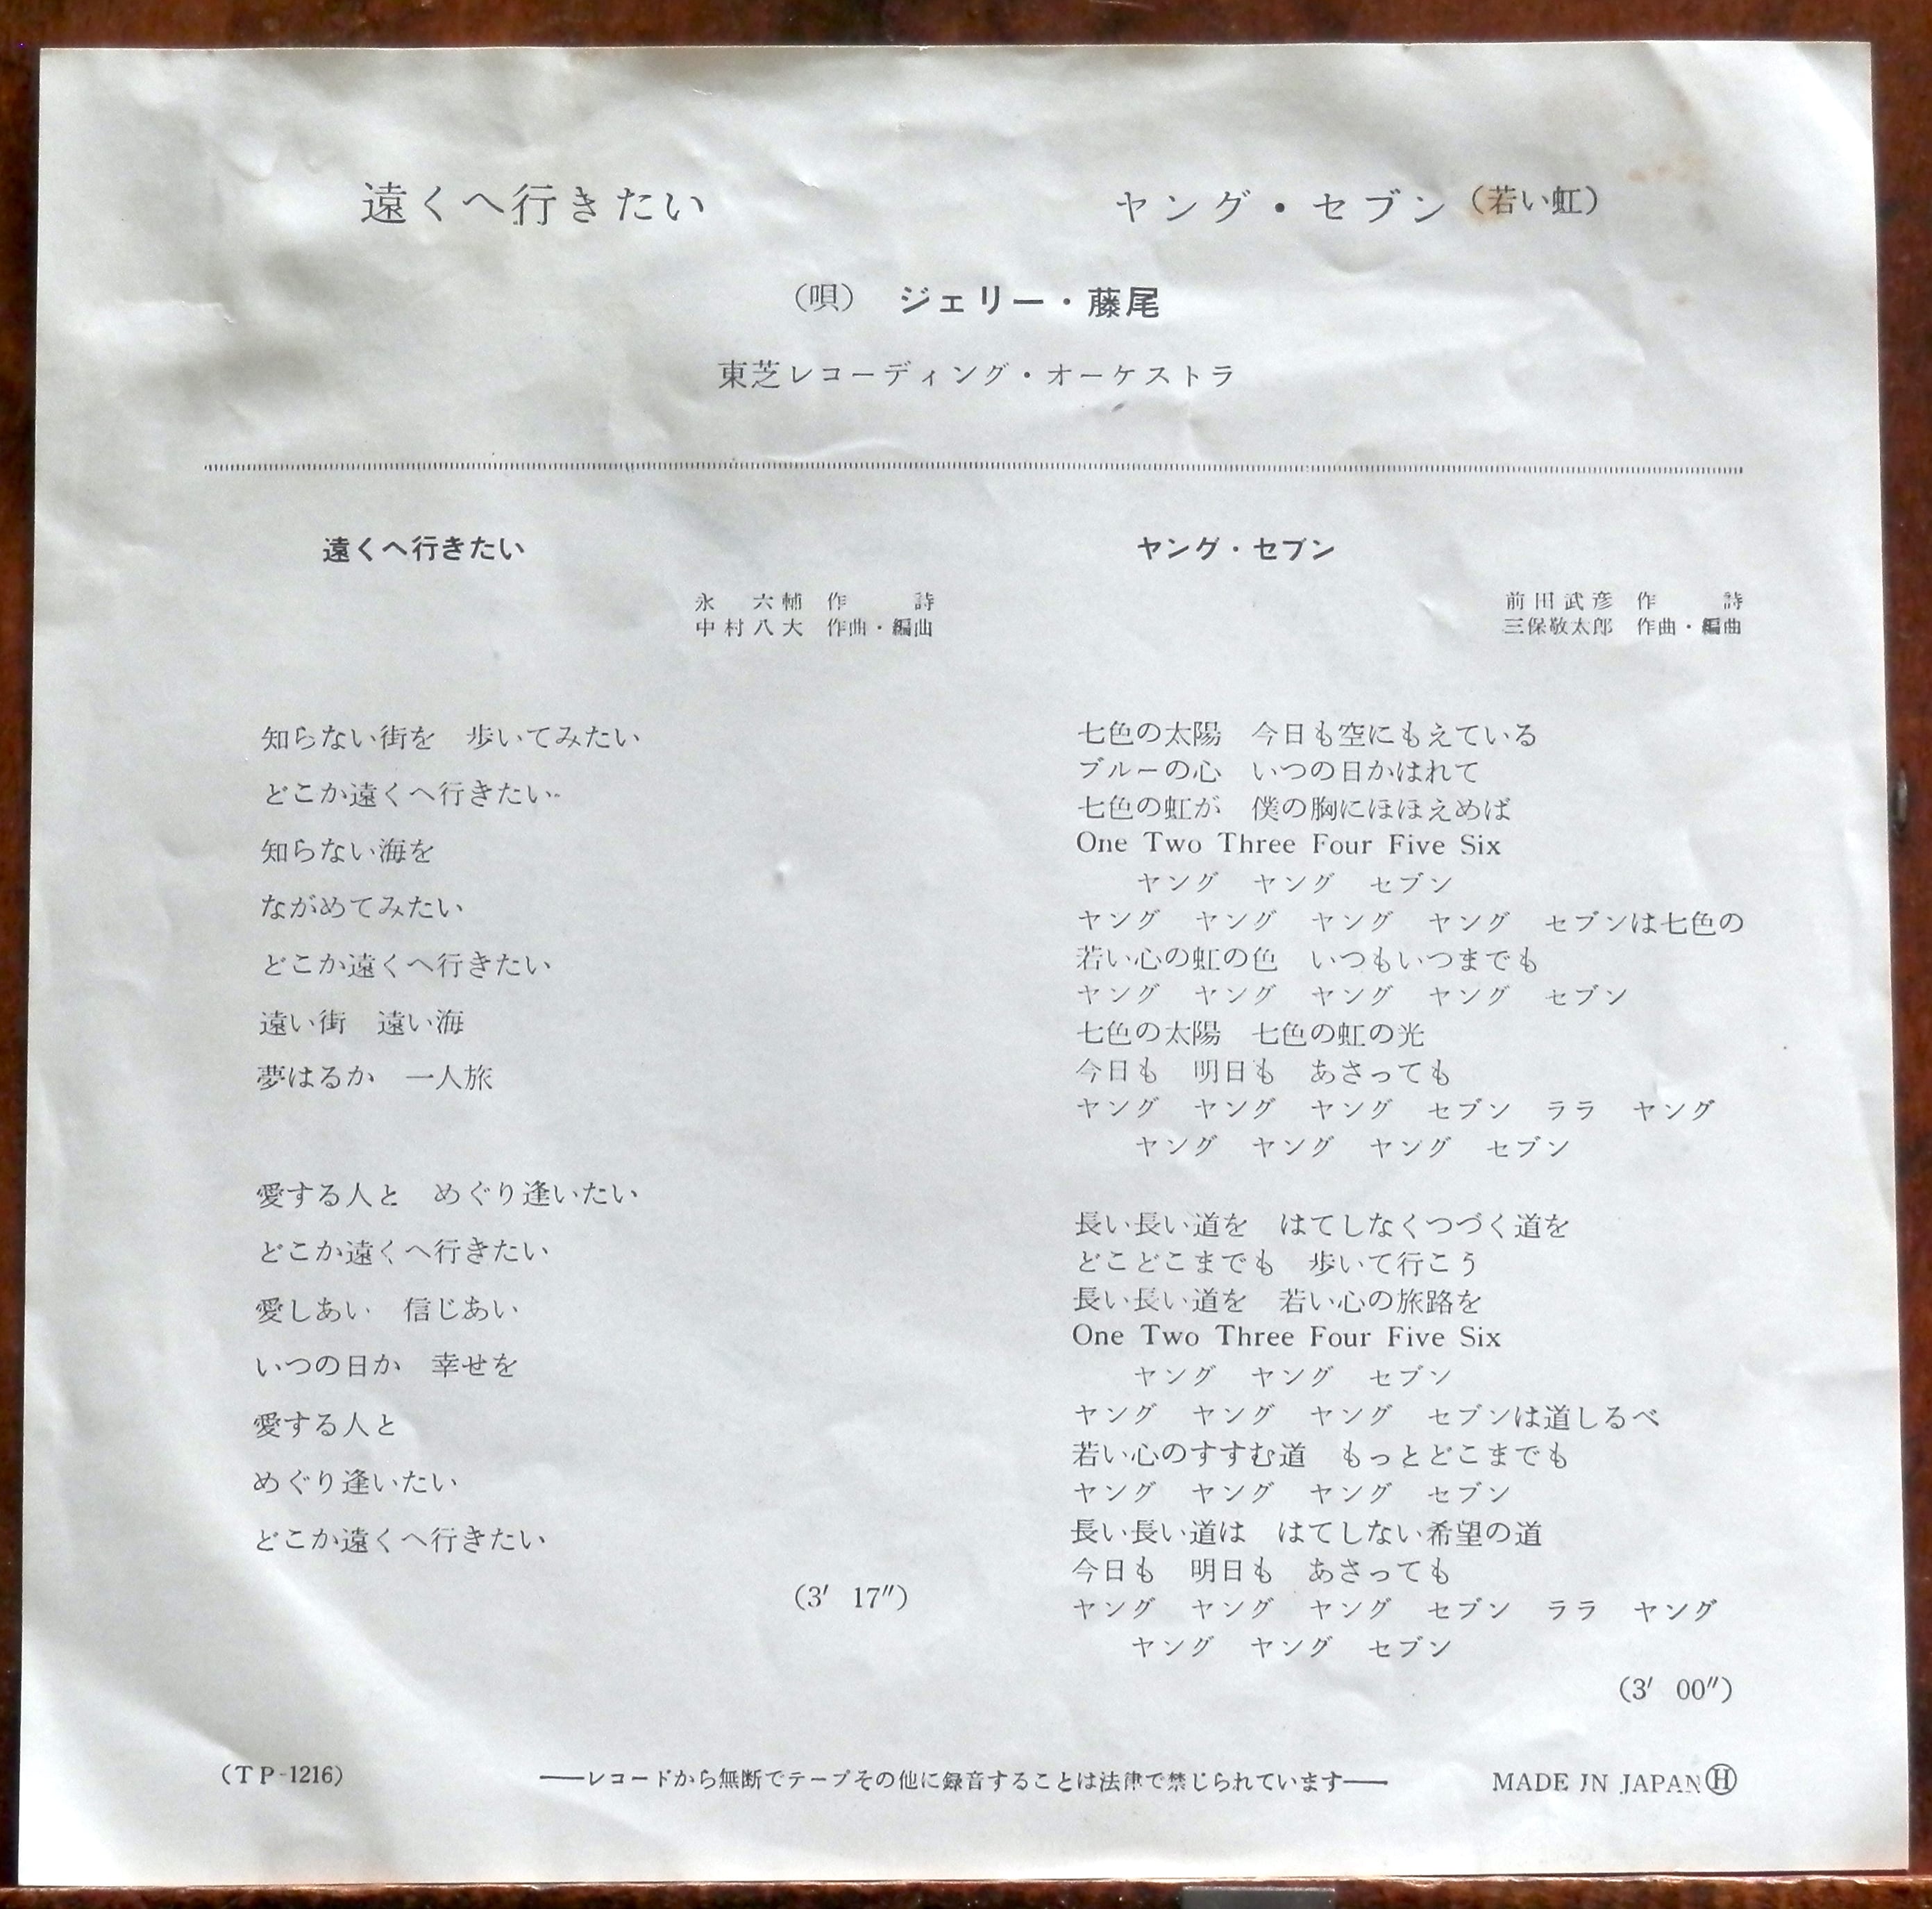 遠くへ行きたい
ヤング・セブン（若い虹）
（唄）　ジェリー・藤尾
東芝レコーディング・オーケストラ
遠くへ行きたい
永　六輔　作　詩
中村八大　作曲・編曲
知らない街を　歩いてみたい
どこか遠くへ行きたい
知らない海を
ながめてみたい
どこか遠くへ行きたい
遠い街　遠い海
夢はるか　一人旅
愛する人と　めぐり逢いたい
どこか遠くへ行きたい
愛しあい　信じあい
いつの日か　幸せを
愛する人と
めぐり逢いたい
どこか遠くへ行きたい
（3′ 17″）
ヤング・セブン
前田武彦　作　詩
三保敬太郎　作曲・編曲
七色の太陽　今日も空にもえている
ブルーの心　いつの日かはれて
七色の虹が　僕の胸にほほえめば
One Two Three Four Five Six
ヤング　ヤング　セブン
ヤング　ヤング　ヤング　ヤング　セブンは七色の
若い心の虹の色　いつもいつまでも
ヤング　ヤング　ヤング　ヤング　セブン
七色の太陽　七色の虹の光
今日も　明日も　あさっても
ヤング　ヤング　ヤング　セブン　ララ　ヤング
ヤング　ヤング　ヤング　セブン
長い長い道を　はてしなくつづく道を
どこどこまでも　歩いて行こう
長い長い道を　若い心の旅路を
One Two Three Four Five Six
ヤング　ヤング　セブン
ヤング　ヤング　ヤング　セブンは道しるべ
若い心のすすむ道　もっとどこまでも
ヤング　ヤング　ヤング　セブン
長い長い道は　はてしない希望の道
今日も　明日も　あさっても
ヤング　ヤング　ヤング　セブン　ララ　ヤング
ヤング　ヤング　セブン
（3′ 00″）
（TP-1216）
──レコードから無断でテープその他に録音することは法律で禁じられています──
MADE IN JAPAN Ⓗ